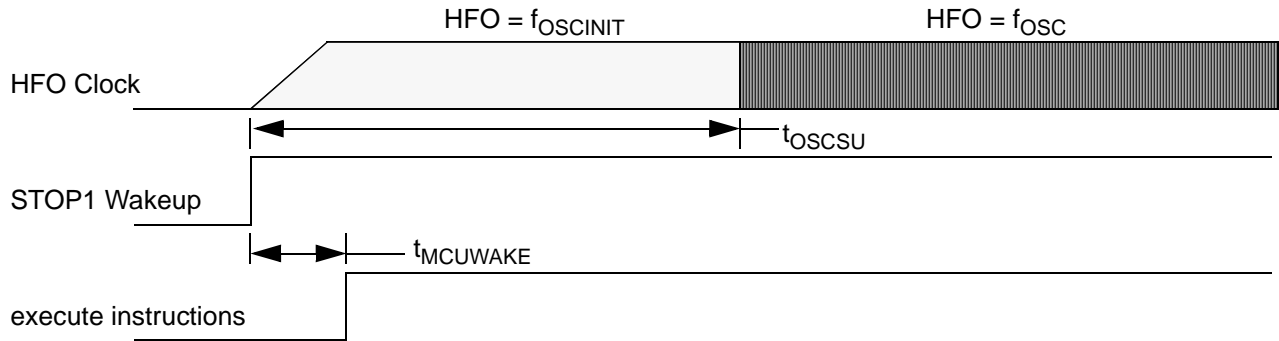 HFO = fOSCINIT HFO = fOSC
HFO Clock
tOSCSU
STOP1 Wakeup
tMCUWAKE
execute instructions